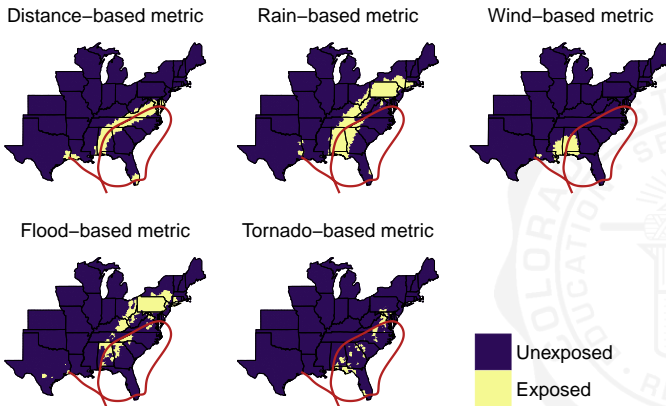 Distance−based metric
Rain−based metric
Wind−based metric
Flood−based metric
Tornado−based metric
Unexposed
Exposed